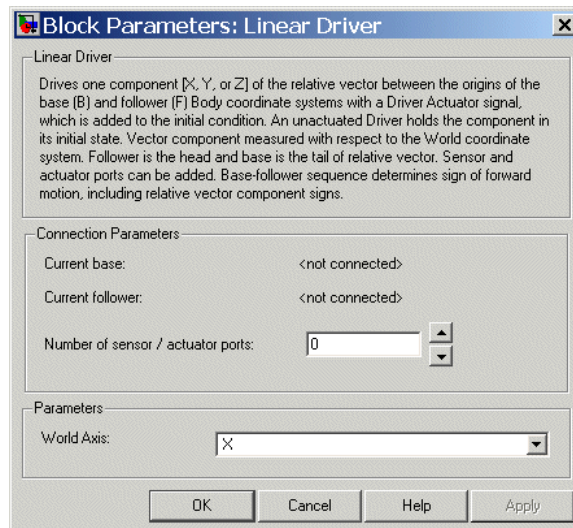 Block Parameters: Linear Driver
Linear Driver
Drives one component [X, Y, or Z] of the relative vector between the origins of the
base (B) and follower (F) Body coordinate systems with a Driver Actuator signal,
which is added to the initial condition. An unactuated Driver holds the component in
its initial state. Vector component measured with respect to the World coordinate
system. Follower is the head and base is the tail of relative vector. Sensor and
actuator ports can be added. Base-follower sequence determines sign of forward
motion, including relative vector component signs.
Connection Parameters
Current base: <not connected>
Current follower: <not connected>
Number of sensor / actuator ports: 0
Parameters
World Axis: X
OK Cancel Help Apply